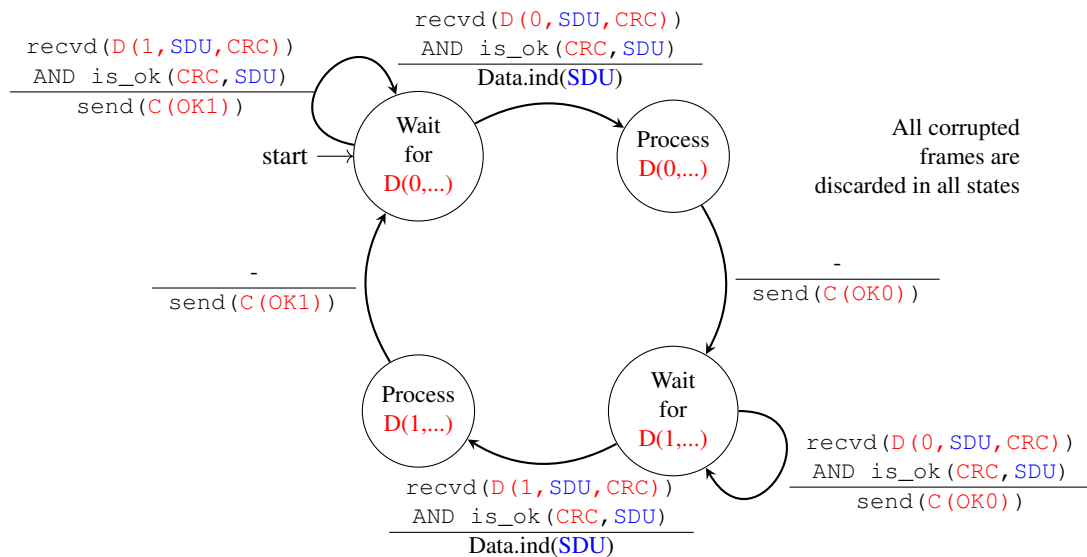 recvd(D(0,SDU,CRC))
AND is_ok(CRC,SDU)
Data.ind(SDU)
recvd(D(1,SDU,CRC))
AND is_ok(CRC,SDU)
send(C(OK1))
Wait
for
D(0,...)
start
Process
D(0,...)
All corrupted
frames are
discarded in all states
-
send(C(OK1))
-
send(C(OK0))
Process
D(1,...)
Wait
for
D(1,...)
recvd(D(0,SDU,CRC))
AND is_ok(CRC,SDU)
send(C(OK0))
recvd(D(1,SDU,CRC))
AND is_ok(CRC,SDU)
Data.ind(SDU)